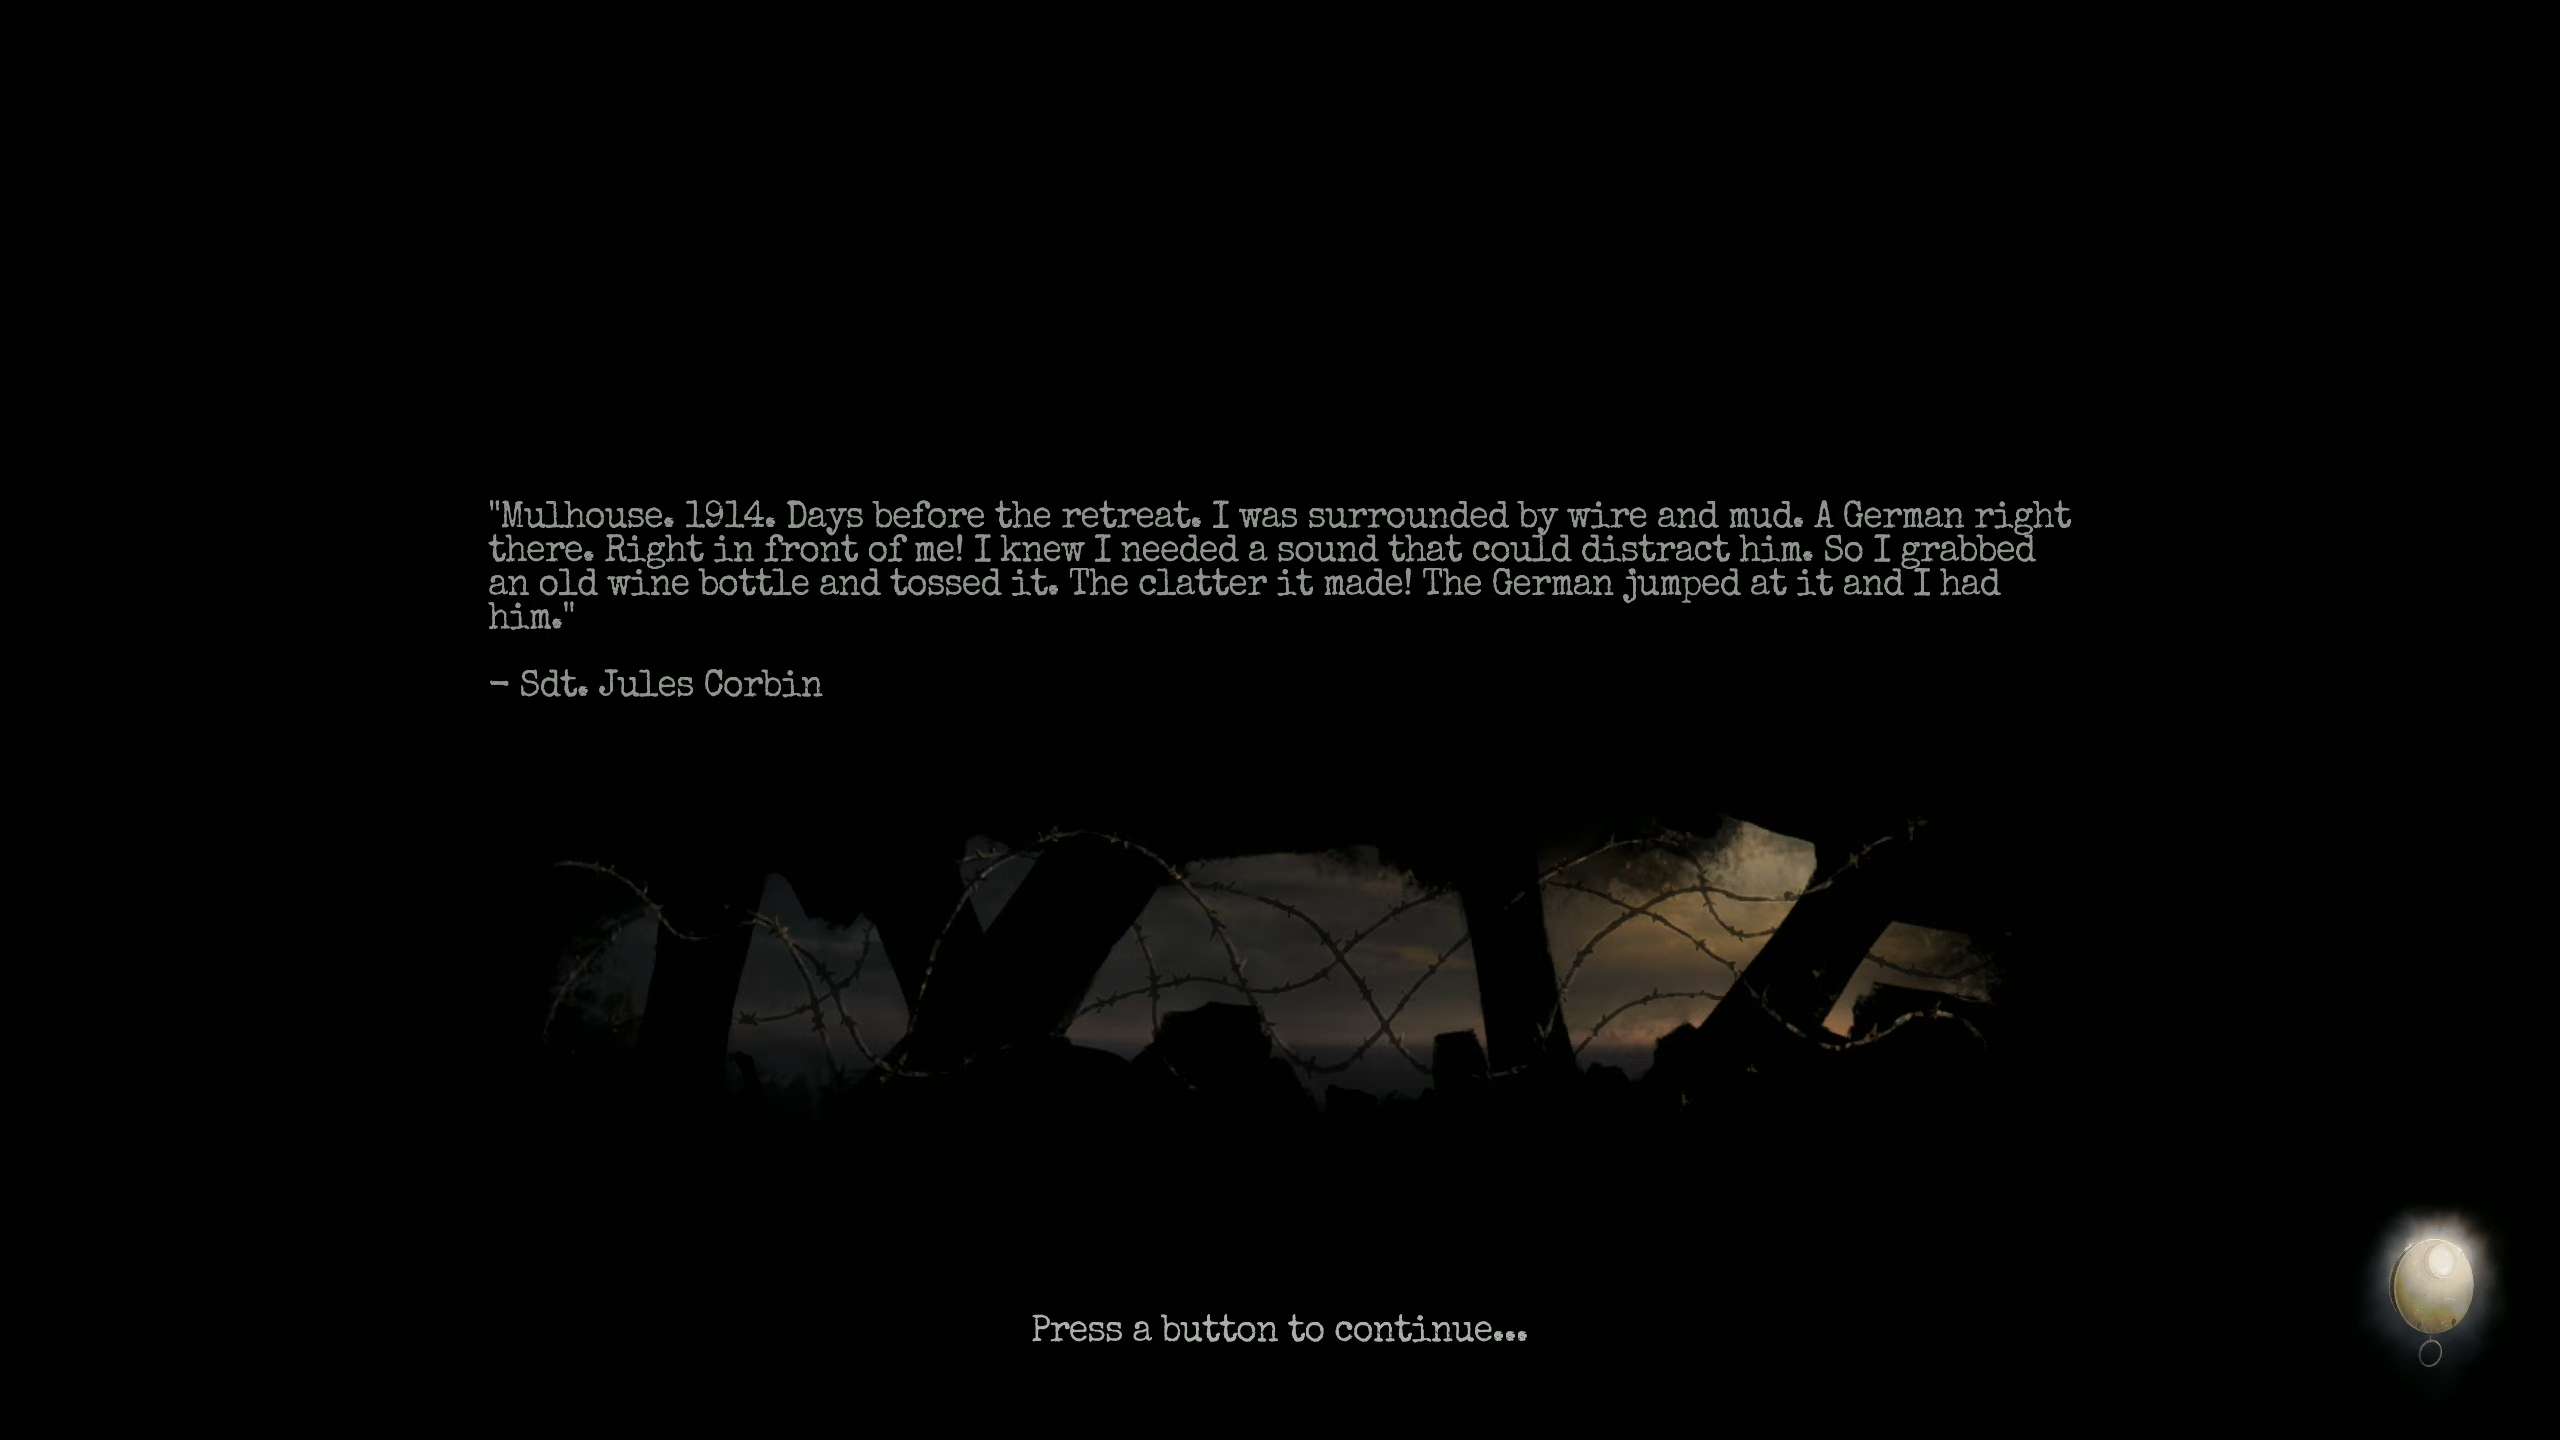 "Mulhouse. 1914. Days before the retreat. I was surrounded by wire and mud. A German right
there. Right in front of me! I knew I needed a sound that could distract him. So I grabbed
an old wine bottle and tossed it. The clatter it made! The German jumped at it and I had
him."
- Sdt. Jules Corbin
Press a button to continue...